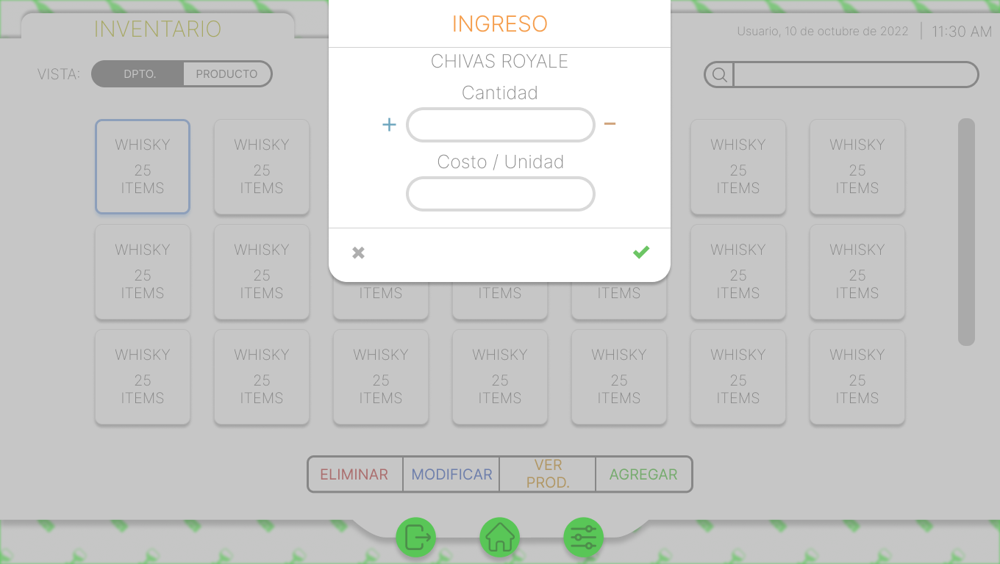 INVENTARIO
INGRESO
Usuario, 10 de octubre de 2022
11:30 AM
VISTA:
DPTO.
PRODUCTO
CHIVAS ROYALE
Cantidad
+
−
Costo / Unidad
WHISKY
25
ITEMS
WHISKY
25
ITEMS
WHISKY
25
ITEMS
WHISKY
25
ITEMS
WHISKY
25
ITEMS
WHISKY
25
ITEMS
ITEMS
ITEMS
ITEMS
WHISKY
25
ITEMS
WHISKY
25
ITEMS
WHISKY
25
ITEMS
WHISKY
25
ITEMS
WHISKY
25
ITEMS
WHISKY
25
ITEMS
WHISKY
25
ITEMS
WHISKY
25
ITEMS
WHISKY
25
ITEMS
ELIMINAR
MODIFICAR
VER
PROD.
AGREGAR